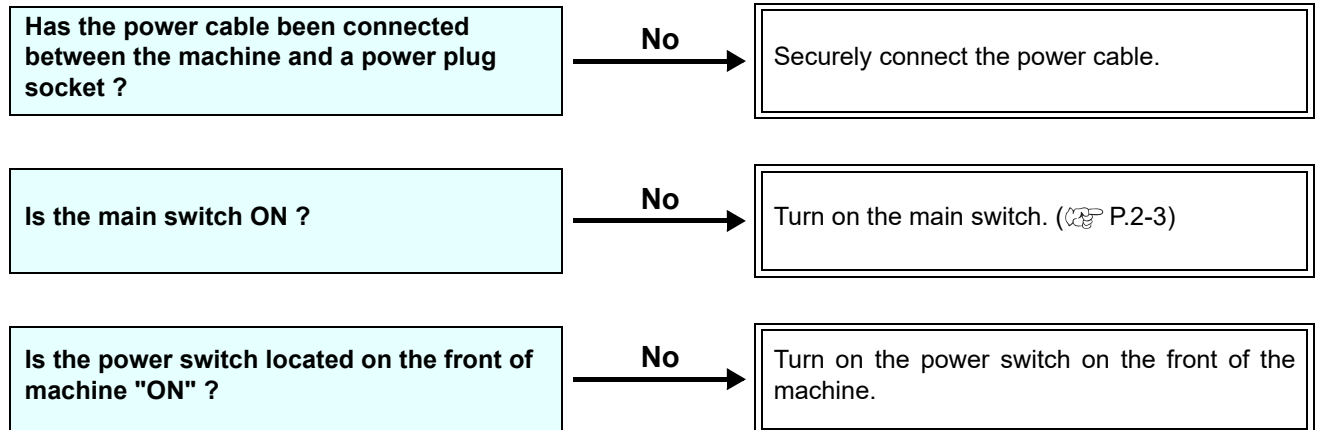 Has the power cable been connected
between the machine and a power plug
socket ?
No
Securely connect the power cable.
Is the main switch ON ?
No
Turn on the main switch. (☞ P.2-3)
Is the power switch located on the front of
machine "ON" ?
No
Turn on the power switch on the front of the
machine.